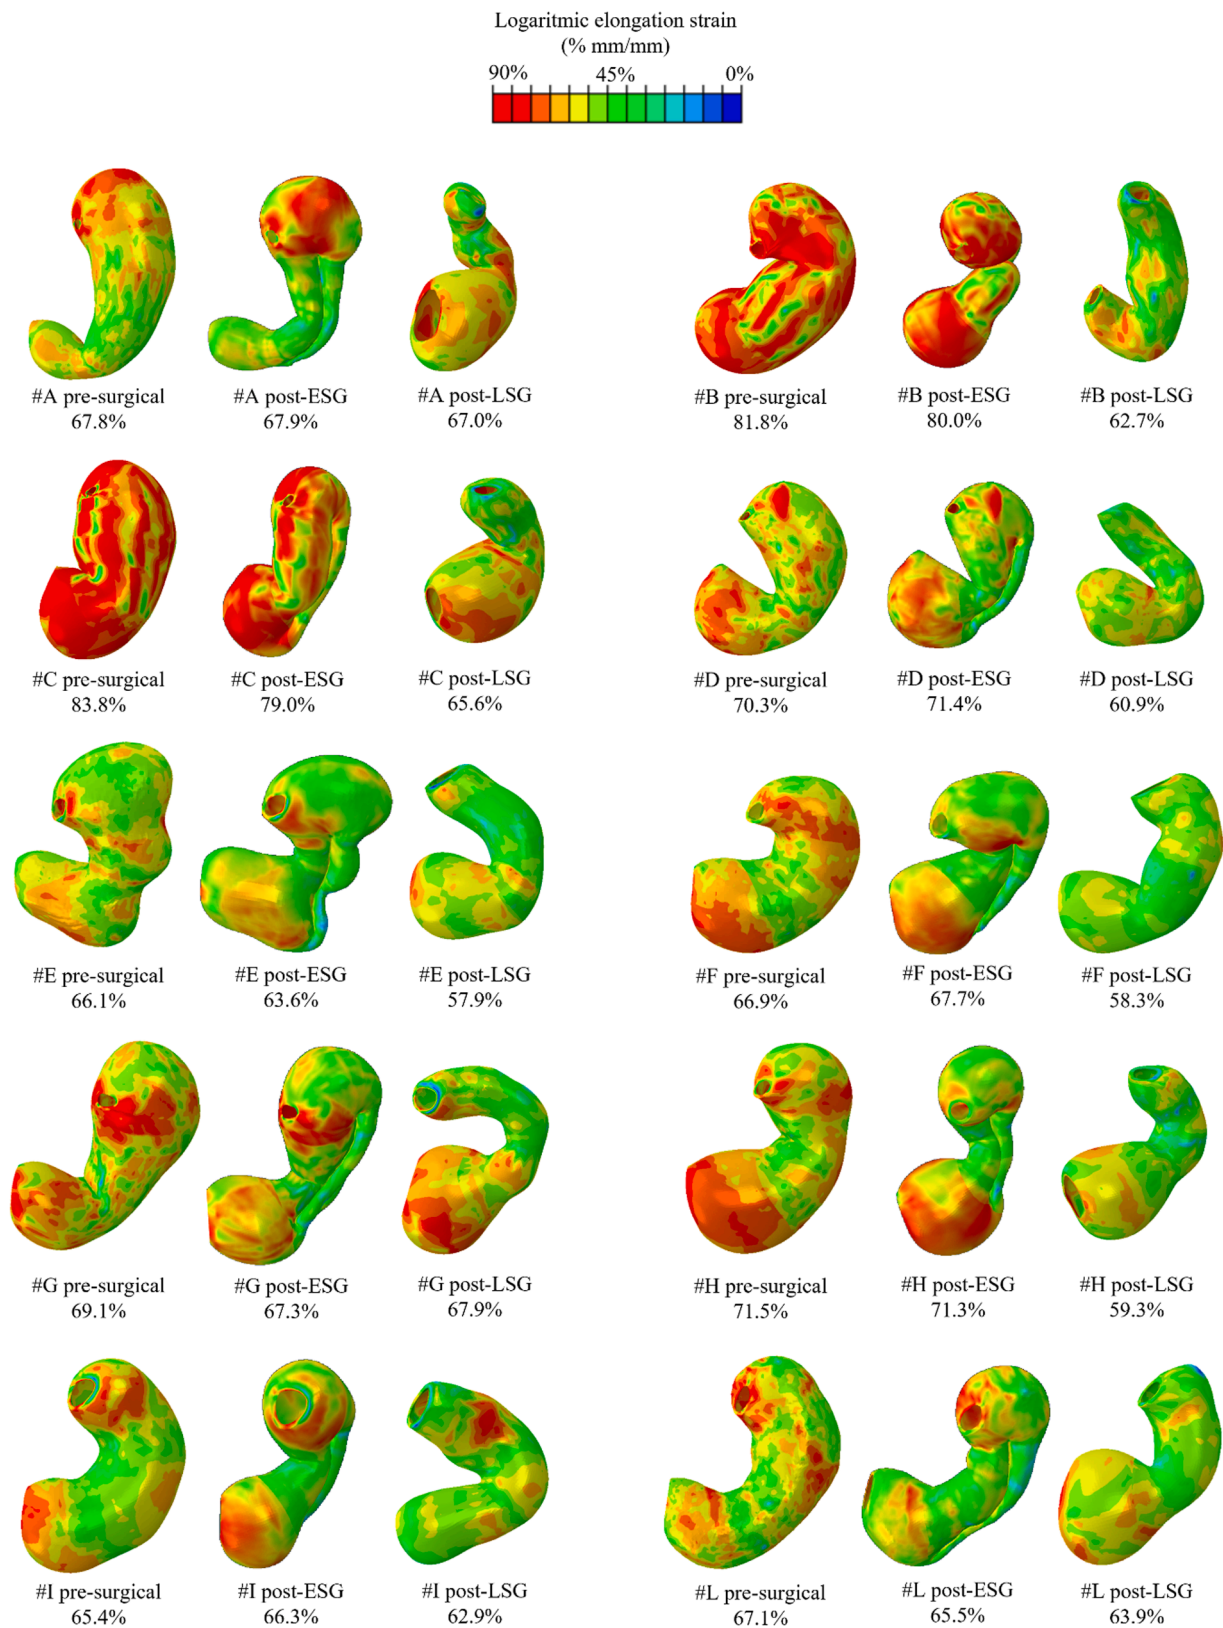 Logaritmic elongation strain
(% mm/mm)
90% 45% 0%
#A pre-surgical #A post-ESG #A post-LSG #B pre-surgical #B post-ESG #B post-LSG
67.8% 67.9% 67.0% 81.8% 80.0% 62.7%
#C pre-surgical #C post-ESG #C post-LSG #D pre-surgical #D post-ESG #D post-LSG
83.8% 79.0% 65.6% 70.3% 71.4% 60.9%
#E pre-surgical #E post-ESG #E post-LSG #F pre-surgical #F post-ESG #F post-LSG
66.1% 63.6% 57.9% 66.9% 67.7% 58.3%
#G pre-surgical #G post-ESG #G post-LSG #H pre-surgical #H post-ESG #H post-LSG
69.1% 67.3% 67.9% 71.5% 71.3% 59.3%
#I pre-surgical #I post-ESG #I post-LSG #L pre-surgical #L post-ESG #L post-LSG
65.4% 66.3% 62.9% 67.1% 65.5% 63.9%